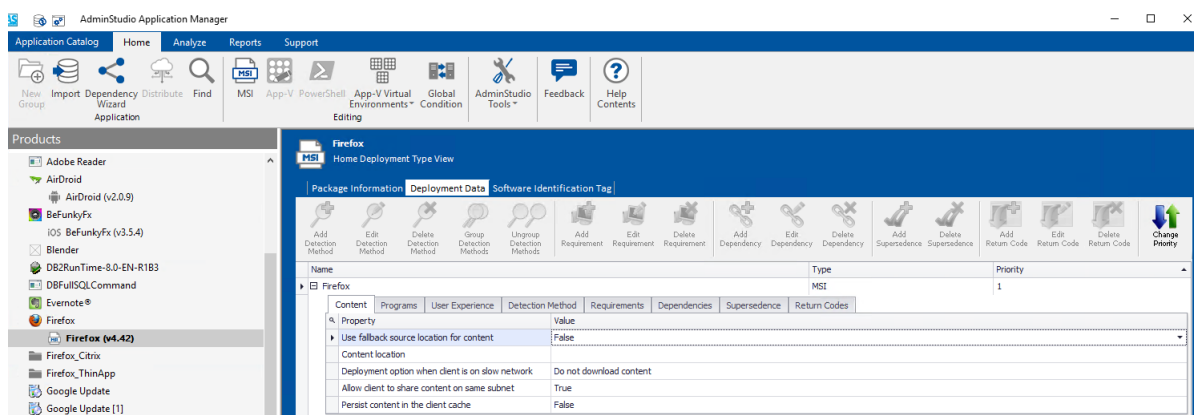 AdminStudio Application Manager
Application Catalog Home Analyze Reports Support
New Group Import Dependency Wizard Distribute Find MSI App-V PowerShell App-V Virtual Environments Global Condition AdminStudio Tools Feedback Help Contents
Application Editing
Products
Adobe Reader
AirDroid
AirDroid (v2.0.9)
BeFunkyFx
iOS BeFunkyFx (v3.5.4)
Blender
DB2RunTime-8.0-EN-R1B3
DBFullSQLCommand
Evernote®
Firefox
Firefox (v4.42)
Firefox_Citrix
Firefox_ThinApp
Google Update
Google Update [1]
Firefox
MSI Home Deployment Type View
Package Information Deployment Data Software Identification Tag
Add Detection Method Edit Detection Method Delete Detection Method Group Detection Methods Ungroup Detection Methods Add Requirement Edit Requirement Delete Requirement Add Dependency Edit Dependency Delete Dependency Add Supersedence Delete Supersedence Add Return Code Edit Return Code Delete Return Code Change Priority
Name Type Priority
Firefox MSI 1
Content Programs User Experience Detection Method Requirements Dependencies Supersedence Return Codes
Property Value
Use fallback source location for content False
Content location
Deployment option when client is on slow network Do not download content
Allow client to share content on same subnet True
Persist content in the client cache False